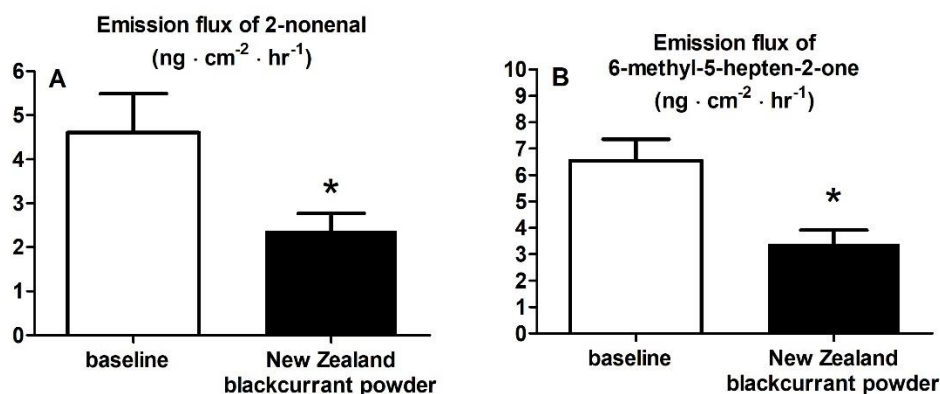 Emission flux of 2-nonenal
(ng · cm⁻² · hr⁻¹)
A
6
5
4
3
2
1
0
*
baseline
New Zealand
blackcurrant powder
Emission flux of
6-methyl-5-hepten-2-one
(ng · cm⁻² · hr⁻¹)
B
10
9
8
7
6
5
4
3
2
1
0
*
baseline
New Zealand
blackcurrant powder